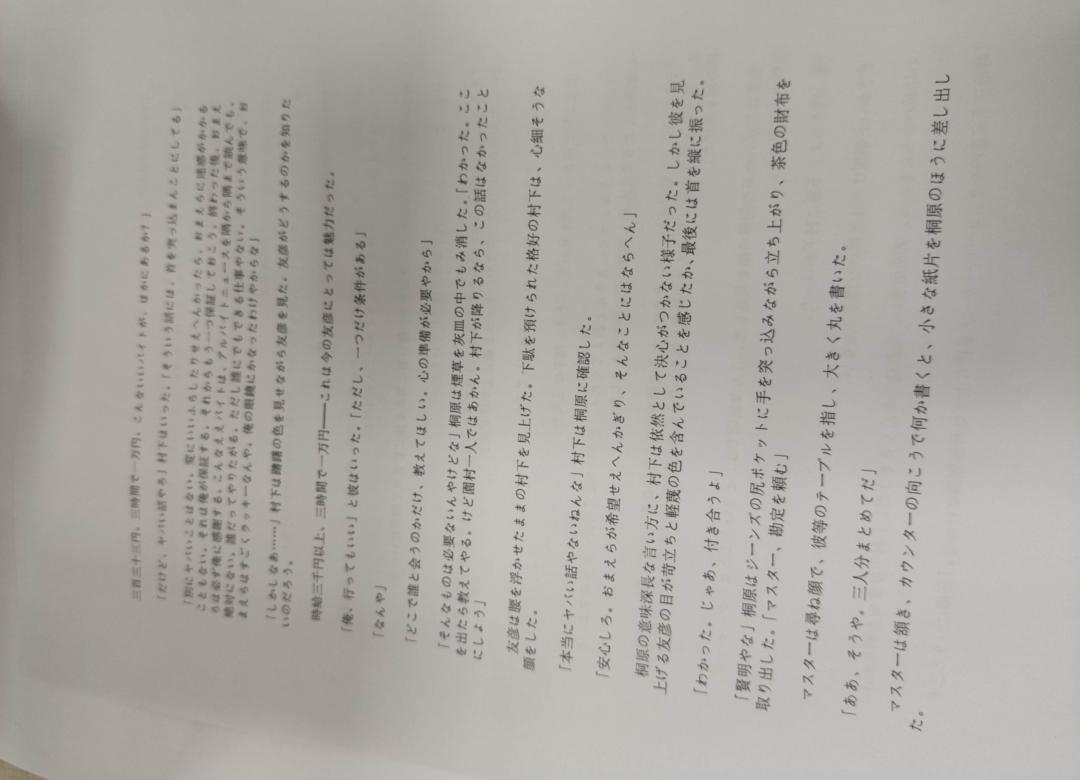 三百三十三円、三時間で一万円。こんないいバイトが、ほかにあるか？」
「だけど、ヤバい話やろ」村下はいった。「そういう話には、首を突っ込まんことにしてる」
「別にヤバいことはない。変にいいふらしたりせえへんかったら、おまえらに迷惑がかかる
こともない。それは俺が保証する。それからもう一つ保証しておこう。終わった後、おまえ
らは必ず俺に感謝する。こんなええバイトは、アルバイトニュースを隅から隅まで読んでも、
絶対にない。誰だってやりたがる。ただし誰にでもできる仕事やない。そういう意味で、お
まえらはすごくラッキーなんや。俺の眼鏡にかなったわけやからな」
「しかしなあ……」村下は躊躇の色を見せながら友彦を見た。友彦がどうするのかを知りた
いのだろう。
時給三千円以上、三時間で一万円――これは今の友彦にとっては魅力だった。
「俺、行ってもいい」と彼はいった。「ただし、一つだけ条件がある」
「なんや」
「どこで誰と会うのかだけ、教えてほしい。心の準備が必要やから」
「そんなものは必要ないんやけどな」桐原は煙草を灰皿の中でもみ消した。「わかった。ここ
を出たら教えてやる。けど園村一人ではあかん。村下が降りるなら、この話はなかったこと
にしよう」
友彦は腰を浮かせたままの村下を見上げた。下駄を預けられた格好の村下は、心細そうな
顔をした。
「本当にヤバい話やないねんな」村下は桐原に確認した。
「安心しろ。おまえらが希望せえへんかぎり、そんなことにはならへん」
桐原の意味深長な言い方に、村下は依然として決心がつかない様子だった。しかし彼を見
上げる友彦の目が苛立ちと軽蔑の色を含んでいることを感じたか、最後には首を縦に振った。
「わかった。じゃあ、付き合うよ」
「賢明やな」桐原はジーンズの尻ポケットに手を突っ込みながら立ち上がり、茶色の財布を
取り出した。「マスター、勘定を頼む」
マスターは尋ね顔で、彼等のテーブルを指し、大きく丸を書いた。
「ああ、そうや。三人分まとめてだ」
マスターは頷き、カウンターの向こうで何か書くと、小さな紙片を桐原のほうに差し出し
た。